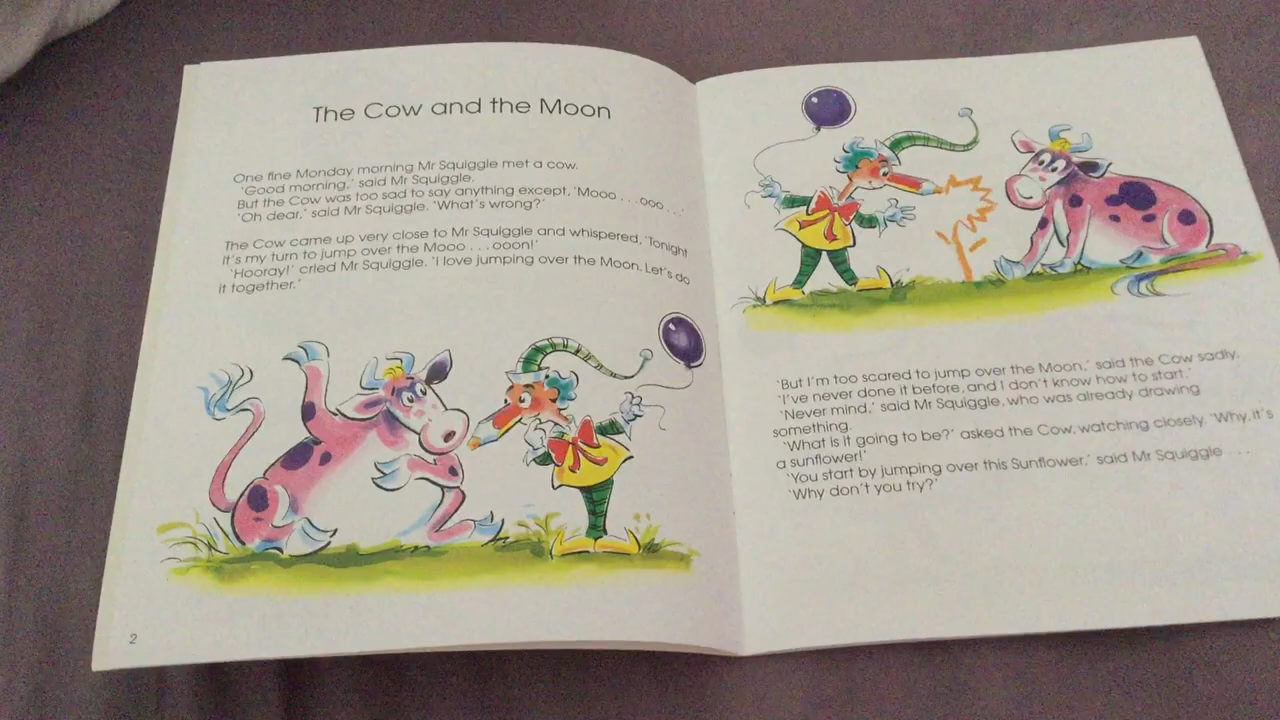 The Cow and the Moon
One fine Monday morning Mr Squiggle met a cow.
'Good morning,' said Mr Squiggle.
But the Cow was too sad to say anything except, 'Mooo . . . ooo . . .'
'Oh dear,' said Mr Squiggle. 'What's wrong?'
The Cow came up very close to Mr Squiggle and whispered, 'Tonight
It's my turn to jump over the Mooo . . . ooon!'
'Hooray!' cried Mr Squiggle. 'I love jumping over the Moon. Let's do
it together.'
2
'But I'm too scared to jump over the Moon,' said the Cow sadly.
'I've never done it before, and I don't know how to start.'
'Never mind,' said Mr Squiggle, who was already drawing
something.
'What is it going to be?' asked the Cow, watching closely. 'Why, it's
a sunflower!'
'You start by jumping over this Sunflower,' said Mr Squiggle . . .
'Why don't you try?'